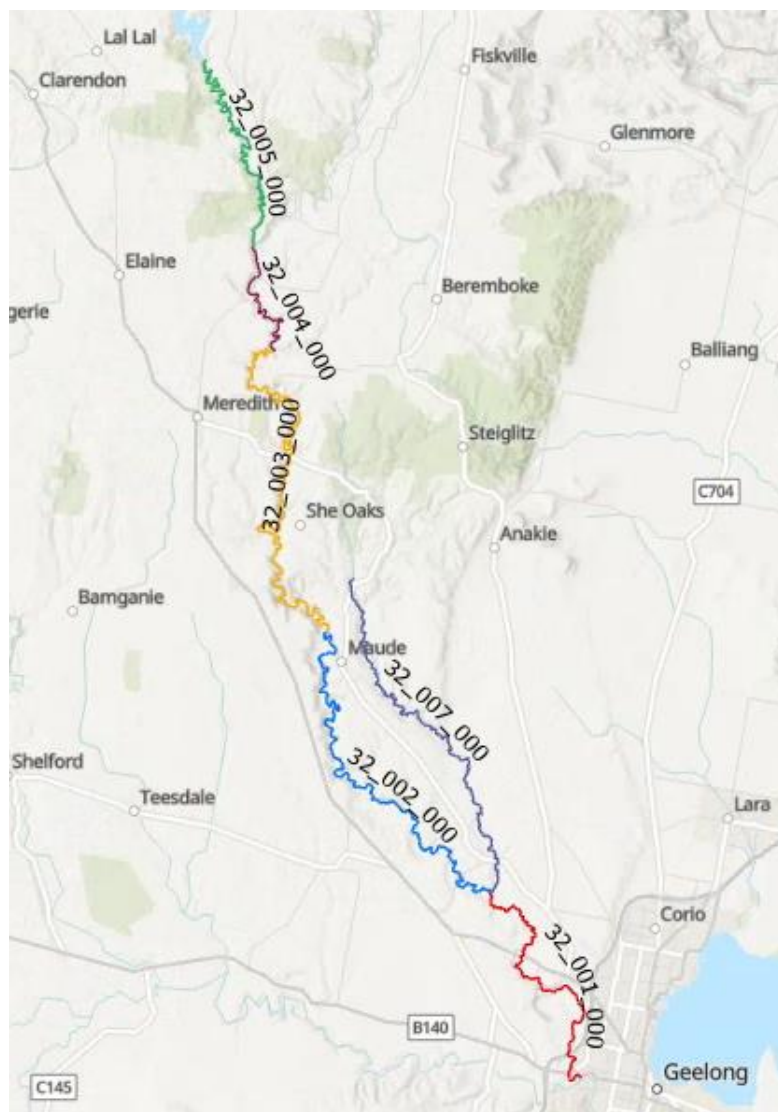 Lal Lal
Fiskville
Clarendon
32_005_000
Glenmore
Elaine
32_004_000
Beremboke
gerie
Balliang
Meredith
32_003_000
Steiglitz
C704
She Oaks
Anakie
Bamganie
Maude
32_007_000
Shelford
32_002_000
Teesdale
Lara
Corio
32_001_000
B140
Geelong
C145